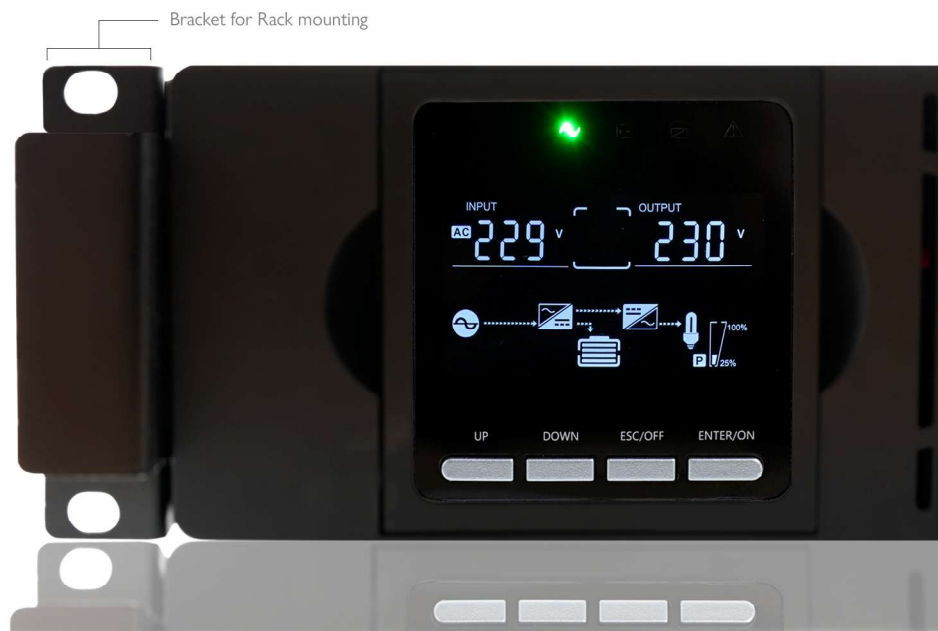 Bracket for Rack mounting
INPUT
OUTPUT
AC 229 V
230 V
100%
P
25%
UP
DOWN
ESC/OFF
ENTER/ON